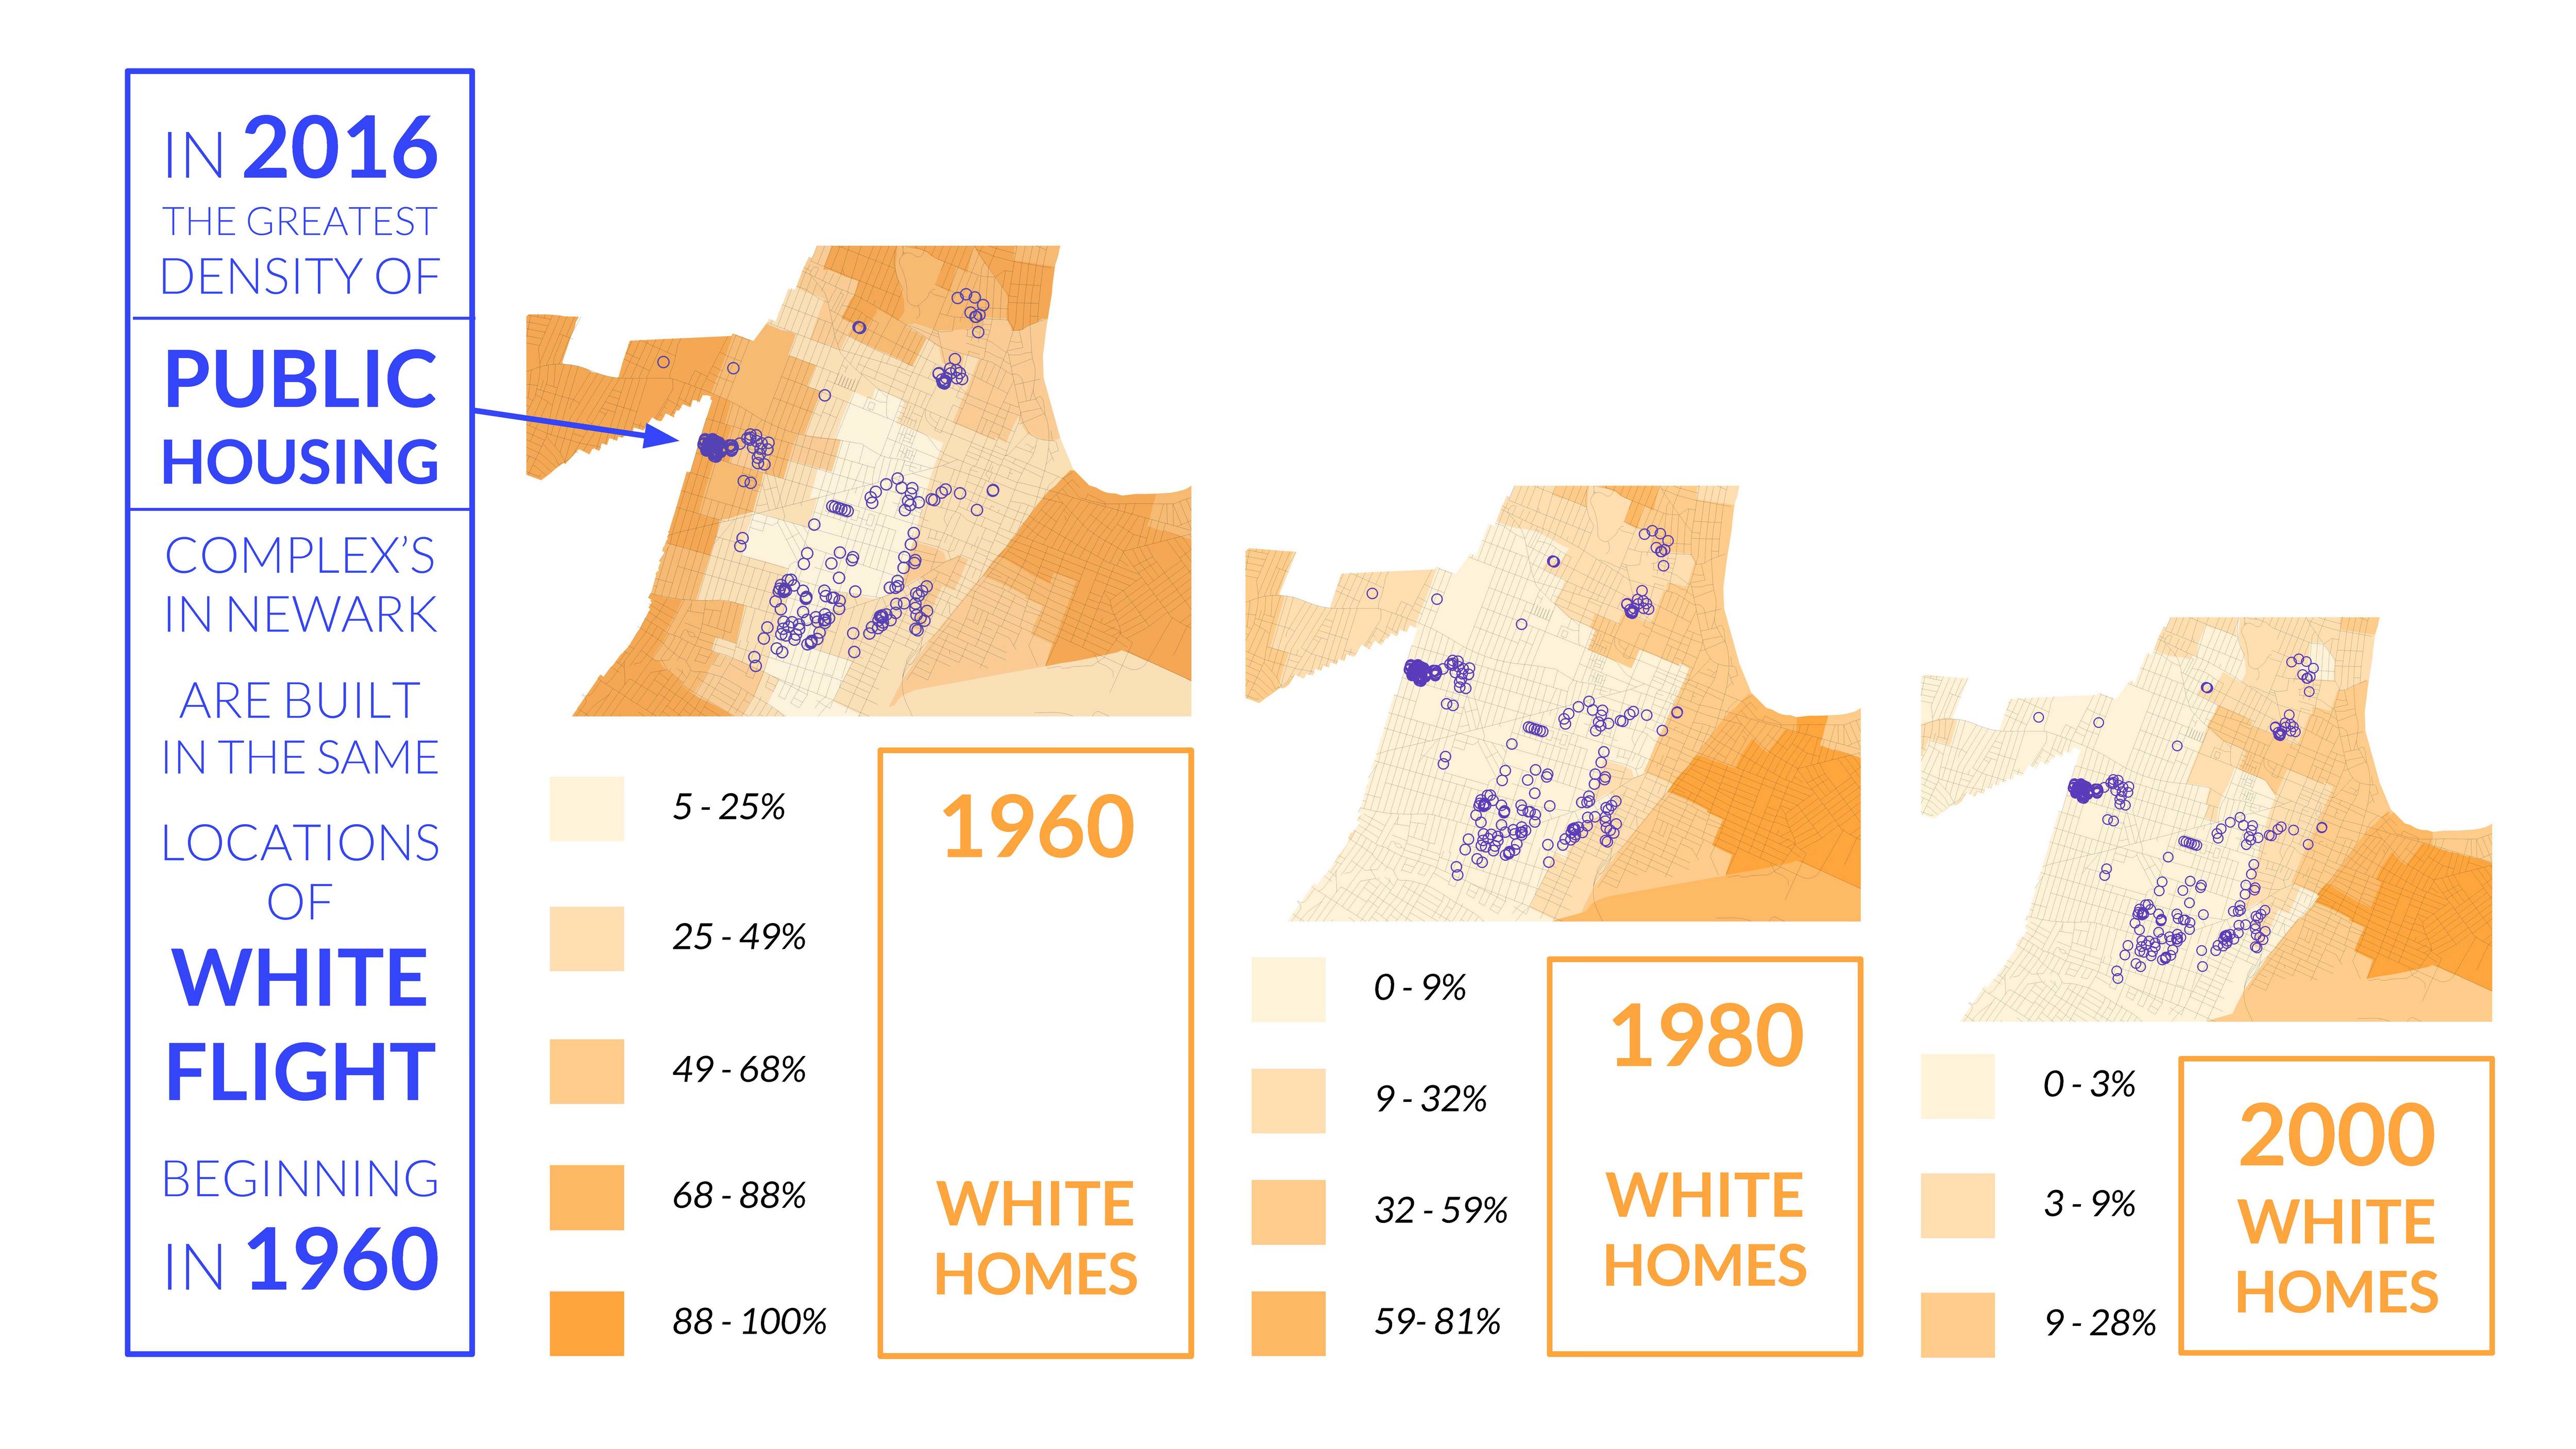 IN 2016
THE GREATEST
DENSITY OF
PUBLIC
HOUSING
COMPLEX'S
IN NEWARK
ARE BUILT
IN THE SAME
LOCATIONS
OF
WHITE
FLIGHT
BEGINNING
IN 1960
5 - 25%
25 - 49%
49 - 68%
68 - 88%
88 - 100%
1960
WHITE
HOMES
0 - 9%
9 - 32%
32 - 59%
59- 81%
1980
WHITE
HOMES
0 - 3%
3 - 9%
9 - 28%
2000
WHITE
HOMES